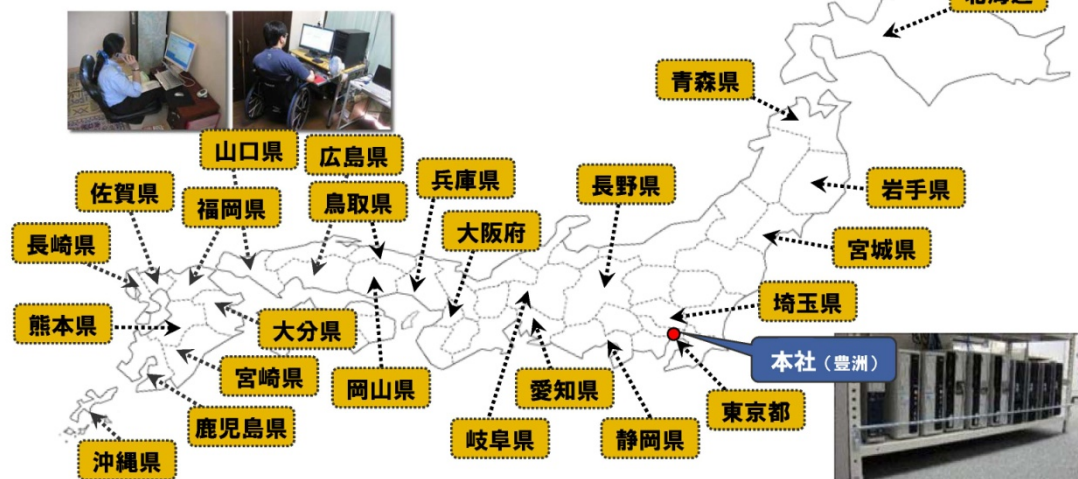 北海道
青森県
山口県
広島県
佐賀県
福岡県
鳥取県
兵庫県
長野県
岩手県
長崎県
大阪府
宮城県
埼玉県
熊本県
大分県
宮崎県
岡山県
愛知県
本社（豊洲）
鹿児島県
岐阜県
静岡県
東京都
沖縄県